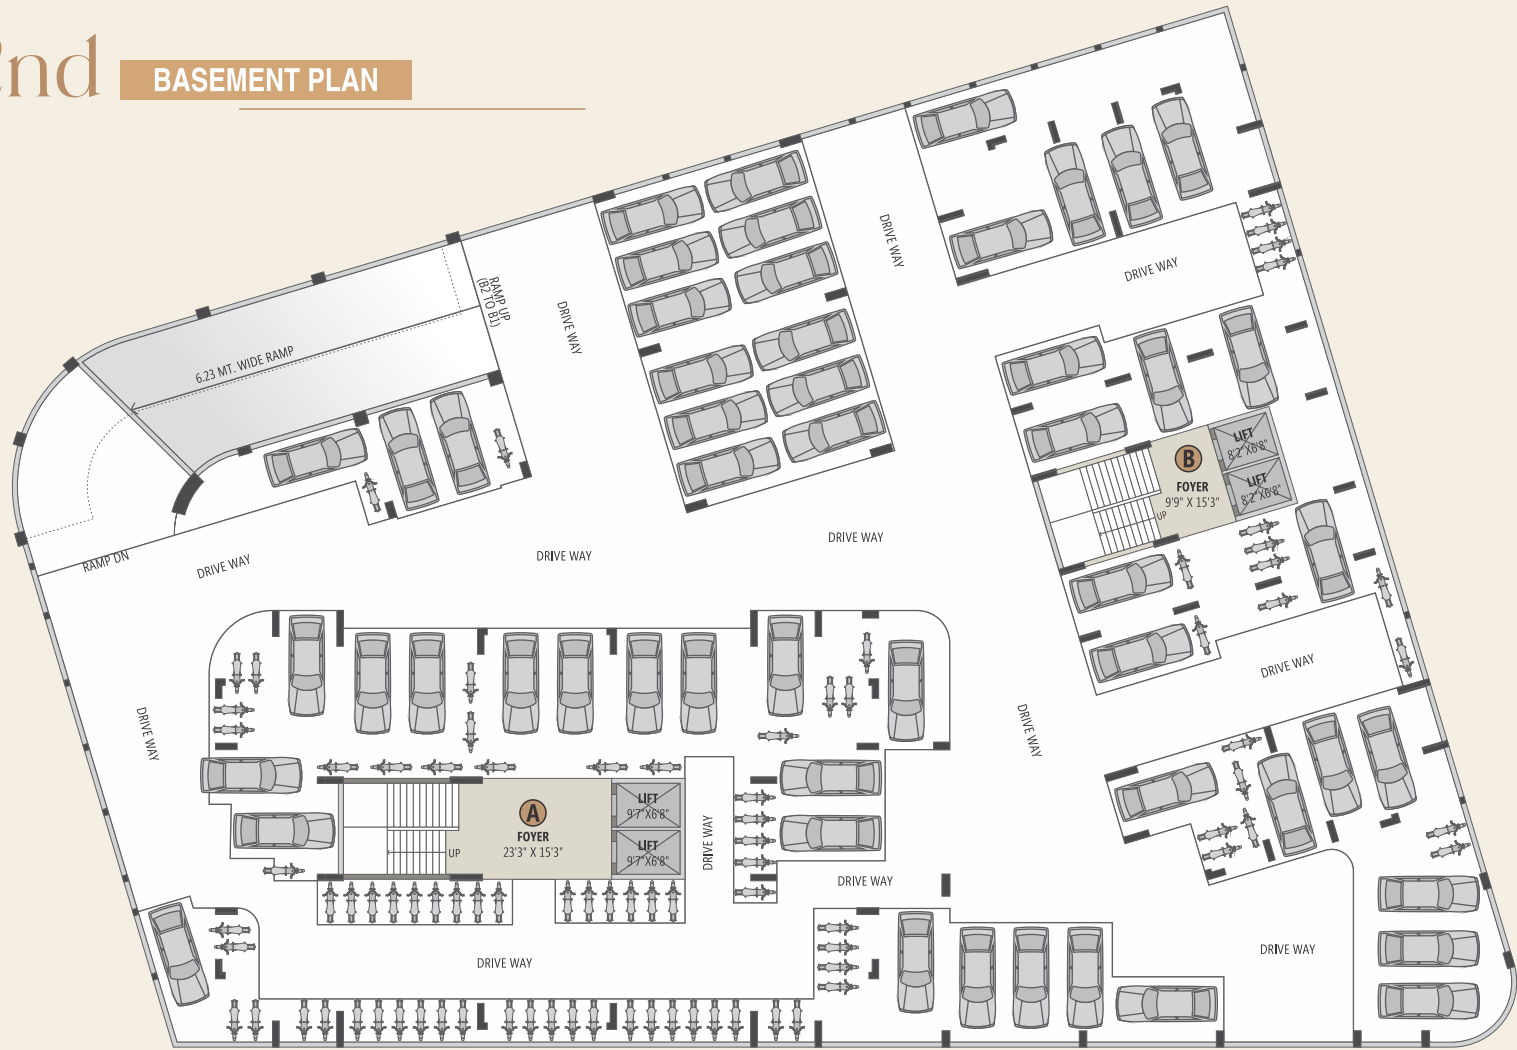 2nd
BASEMENT PLAN
DRIVE WAY
DRIVE WAY
RAMP UP
(B2 TO B1)
DRIVE WAY
6.23 MT. WIDE RAMP
LIFT
8'2"X6'8"
B
FOYER
9'9" X 15'3"
LIFT
8'2"X6'8"
UP
DRIVE WAY
DRIVE WAY
RAMP DN
DRIVE WAY
DRIVE WAY
DRIVE WAY
DRIVE WAY
LIFT
9'7"X6'8"
A
FOYER
23'3" X 15'3"
UP
LIFT
9'7"X6'8"
DRIVE WAY
DRIVE WAY
DRIVE WAY
DRIVE WAY